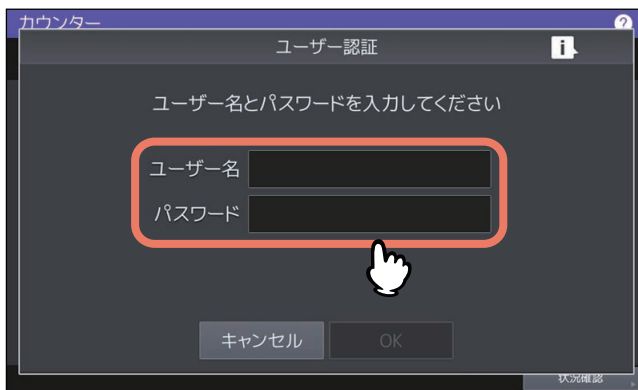 カウンター
?
ユーザー認証
i
ユーザー名とパスワードを入力してください
ユーザー名
パスワード
キャンセル
OK
状況確認